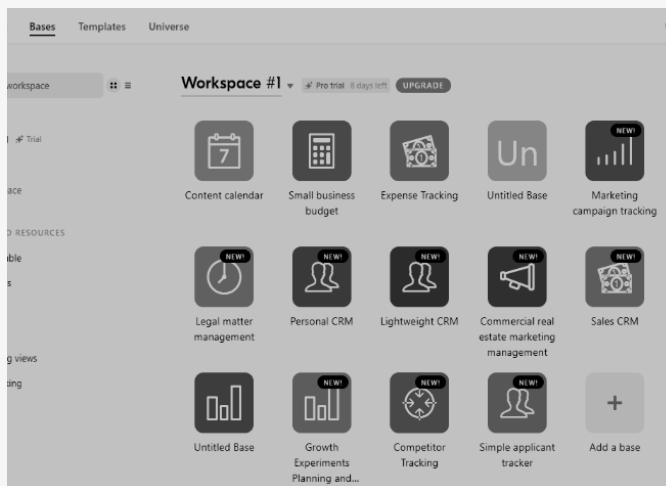 Bases Templates Universe
workspace
Workspace #1 Pro trial 8 days left UPGRADE
Trial
7
Un
NEW!
Content calendar
Small business
budget
Expense Tracking
Untitled Base
Marketing
campaign tracking
ace
D RESOURCES
able
s
g views
king
NEW!
NEW!
NEW!
NEW!
NEW!
Legal matter
management
Personal CRM
Lightweight CRM
Commercial real
estate marketing
management
Sales CRM
NEW!
NEW!
NEW!
Untitled Base
Growth
Experiments
Planning and...
Competitor
Tracking
Simple applicant
tracker
Add a base